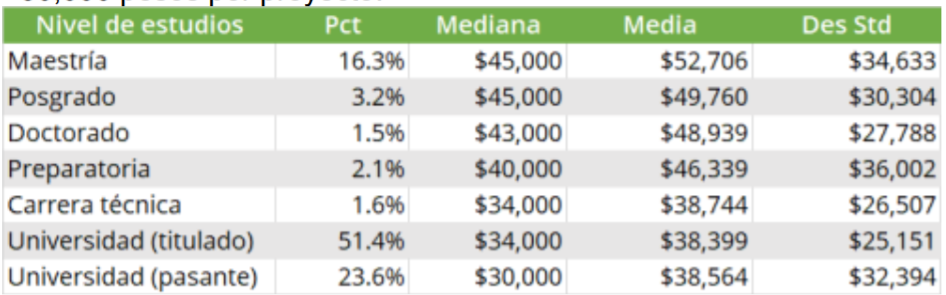 Nivel de estudios Pct Mediana Media Des Std
Maestría 16.3% $45,000 $52,706 $34,633
Posgrado 3.2% $45,000 $49,760 $30,304
Doctorado 1.5% $43,000 $48,939 $27,788
Preparatoria 2.1% $40,000 $46,339 $36,002
Carrera técnica 1.6% $34,000 $38,744 $26,507
Universidad (titulado) 51.4% $34,000 $38,399 $25,151
Universidad (pasante) 23.6% $30,000 $38,564 $32,394